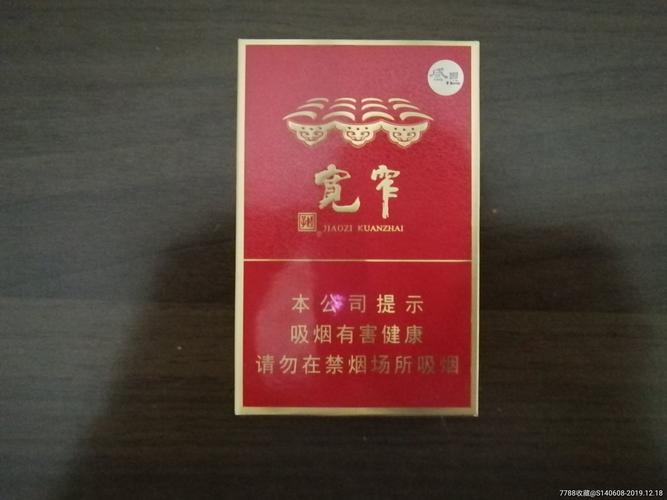 宽窄
JIAOZI KUANZHAI
本公司提示
吸烟有害健康
请勿在禁烟场所吸烟
7788收藏@S140608-2019.12.18